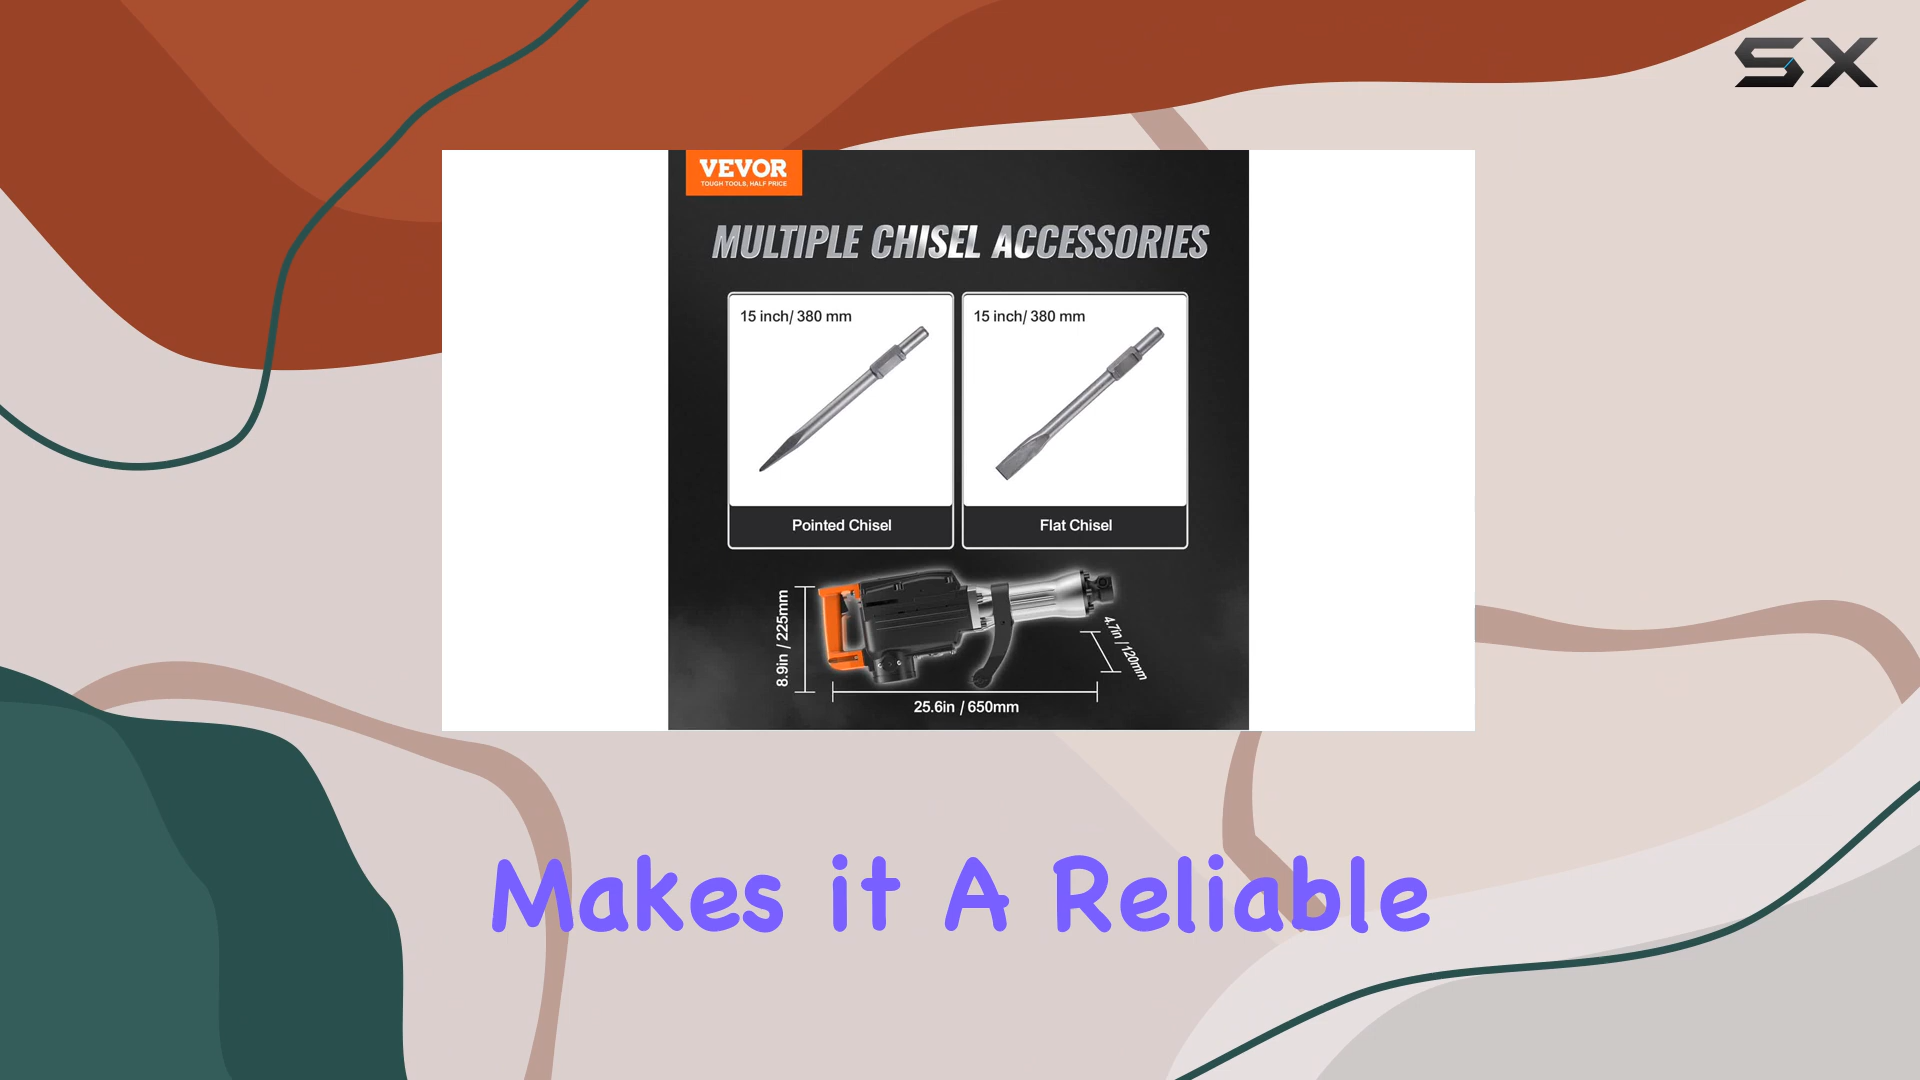 SX
VEVOR
TOUGH TOOLS, HALF PRICE
MULTIPLE CHISEL ACCESSORIES
15 inch/ 380 mm
Pointed Chisel
15 inch/ 380 mm
Flat Chisel
8.9in / 225mm
4.7in / 120mm
25.6in / 650mm
Makes it A Reliable